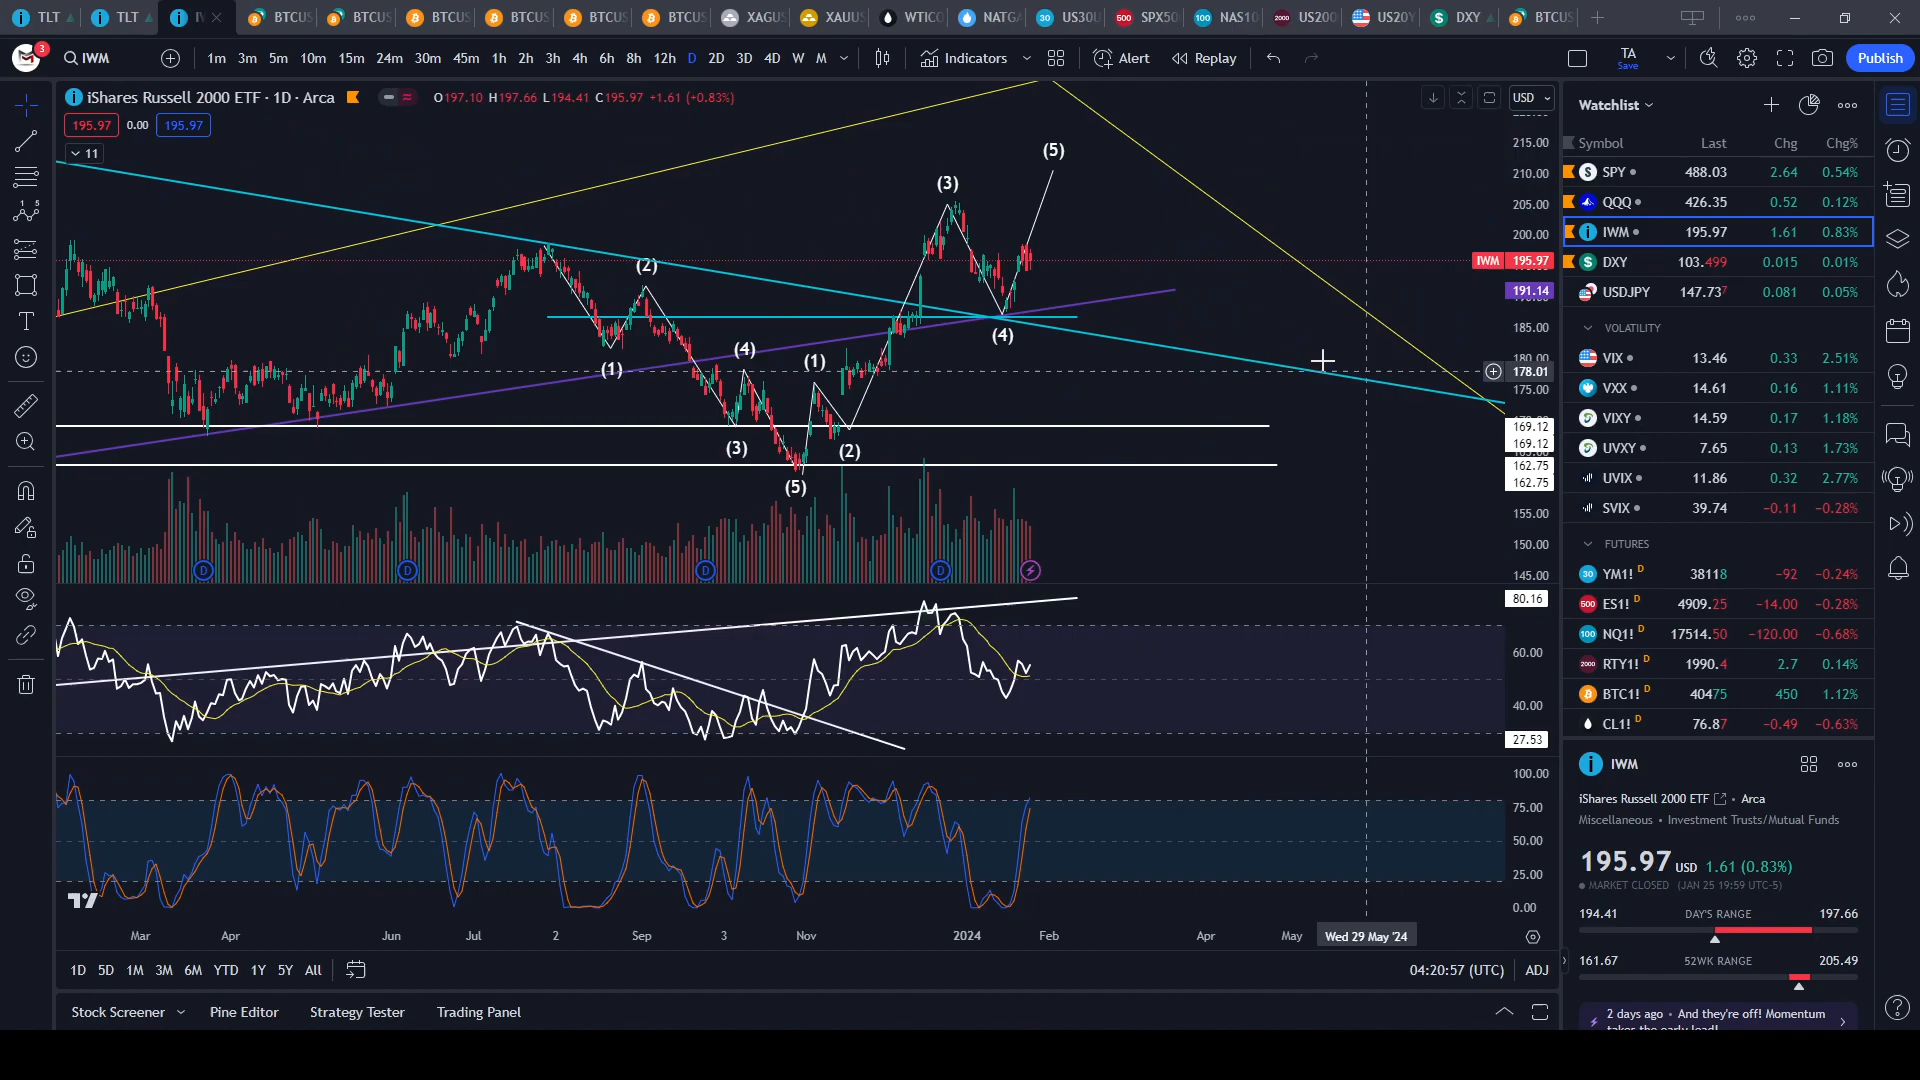 TLT TLT BTCUS BTCUS BTCUS BTCUS BTCUS BTCUS XAGUS XAUUS WTICO NATGA US30U SPX50 NAS10 US200 US20Y DXY BTCUS
3 IWM 1m 3m 5m 10m 15m 24m 30m 45m 1h 2h 3h 4h 6h 8h 12h D 2D 3D 4D W M Indicators Alert Replay TA Save Publish
iShares Russell 2000 ETF · 1D · Arca O197.10 H197.66 L194.41 C195.97 +1.61 (+0.83%) USD
195.97 0.00 195.97
11
215.00
210.00
205.00
200.00
IWM 195.97
191.14
185.00
180.00
178.01
175.00
169.12
169.12
162.75
162.75
155.00
150.00
145.00
(5)
(3)
(2)
(4)
(4)
(1)
(1)
(3)
(2)
(5)
D D D D
80.16
60.00
40.00
27.53
100.00
75.00
50.00
25.00
0.00
Mar Apr Jun Jul 2 Sep 3 Nov 2024 Feb Apr May Wed 29 May '24
1D 5D 1M 3M 6M YTD 1Y 5Y All 04:20:57 (UTC) ADJ
Stock Screener Pine Editor Strategy Tester Trading Panel
Watchlist
Symbol Last Chg Chg%
SPY 488.03 2.64 0.54%
QQQ 426.35 0.52 0.12%
IWM 195.97 1.61 0.83%
DXY 103.499 0.015 0.01%
USDJPY 147.737 0.081 0.05%
VOLATILITY
VIX 13.46 0.33 2.51%
VXX 14.61 0.16 1.11%
VIXY 14.59 0.17 1.18%
UVXY 7.65 0.13 1.73%
UVIX 11.86 0.32 2.77%
SVIX 39.74 −0.11 −0.28%
FUTURES
30 YM1! D 38118 −92 −0.24%
500 ES1! D 4909.25 −14.00 −0.28%
100 NQ1! D 17514.50 −120.00 −0.68%
2000 RTY1! D 1990.4 2.7 0.14%
BTC1! D 40475 450 1.12%
CL1! D 76.87 −0.49 −0.63%
IWM
iShares Russell 2000 ETF • Arca
Miscellaneous • Investment Trusts/Mutual Funds
195.97 USD 1.61 (0.83%)
MARKET CLOSED (JAN 25 19:59 UTC-5)
194.41 DAY'S RANGE 197.66
161.67 52WK RANGE 205.49
2 days ago • And they're off! Momentum
takes the early lead!